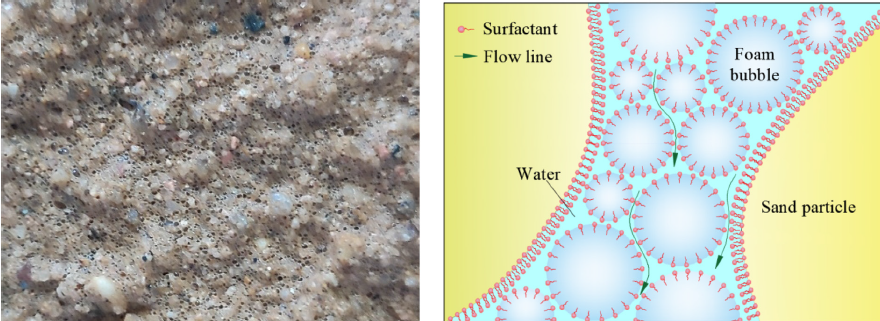 Surfactant
Flow line
Foam
bubble
Water
Sand particle